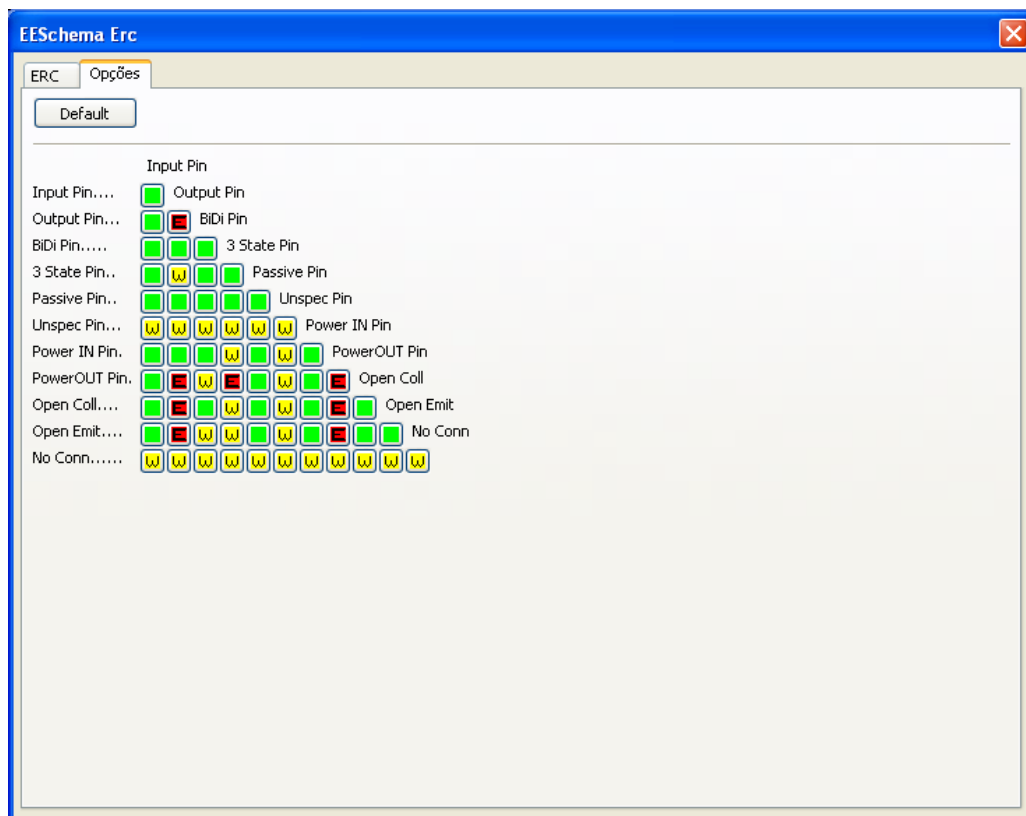 EESchema Erc
ERC Opções
Default
Input Pin
Input Pin.... Output Pin
Output Pin... E BiDi Pin
BiDi Pin..... 3 State Pin
3 State Pin.. W Passive Pin
Passive Pin.. Unspec Pin
Unspec Pin... W W W W W W Power IN Pin
Power IN Pin. W W PowerOUT Pin
PowerOUT Pin. E W E W E Open Coll
Open Coll.... E W W E Open Emit
Open Emit.... E W W W E No Conn
No Conn...... W W W W W W W W W W W